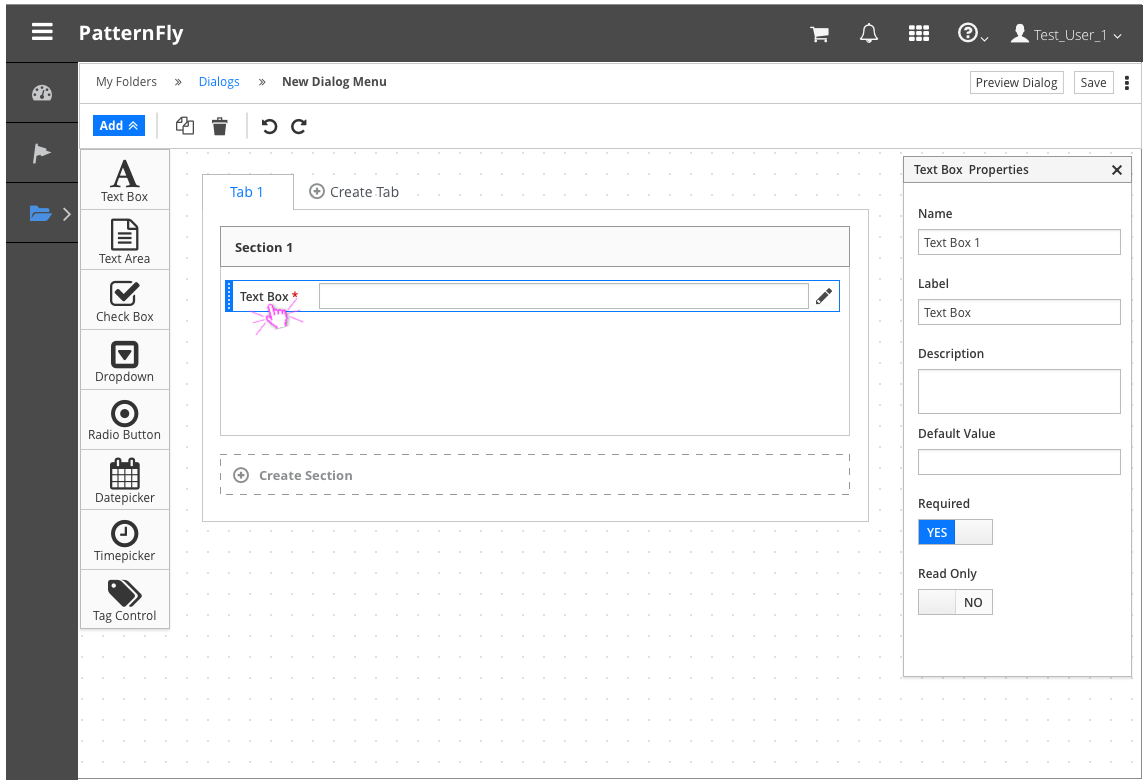 PatternFly
Test_User_1
My Folders » Dialogs » New Dialog Menu
Preview Dialog
Save
Add
Text Box
Text Area
Check Box
Dropdown
Radio Button
Datepicker
Timepicker
Tag Control
Tab 1
Create Tab
Section 1
Text Box *
Create Section
Text Box Properties
Name
Text Box 1
Label
Text Box
Description
Default Value
Required
YES
Read Only
NO